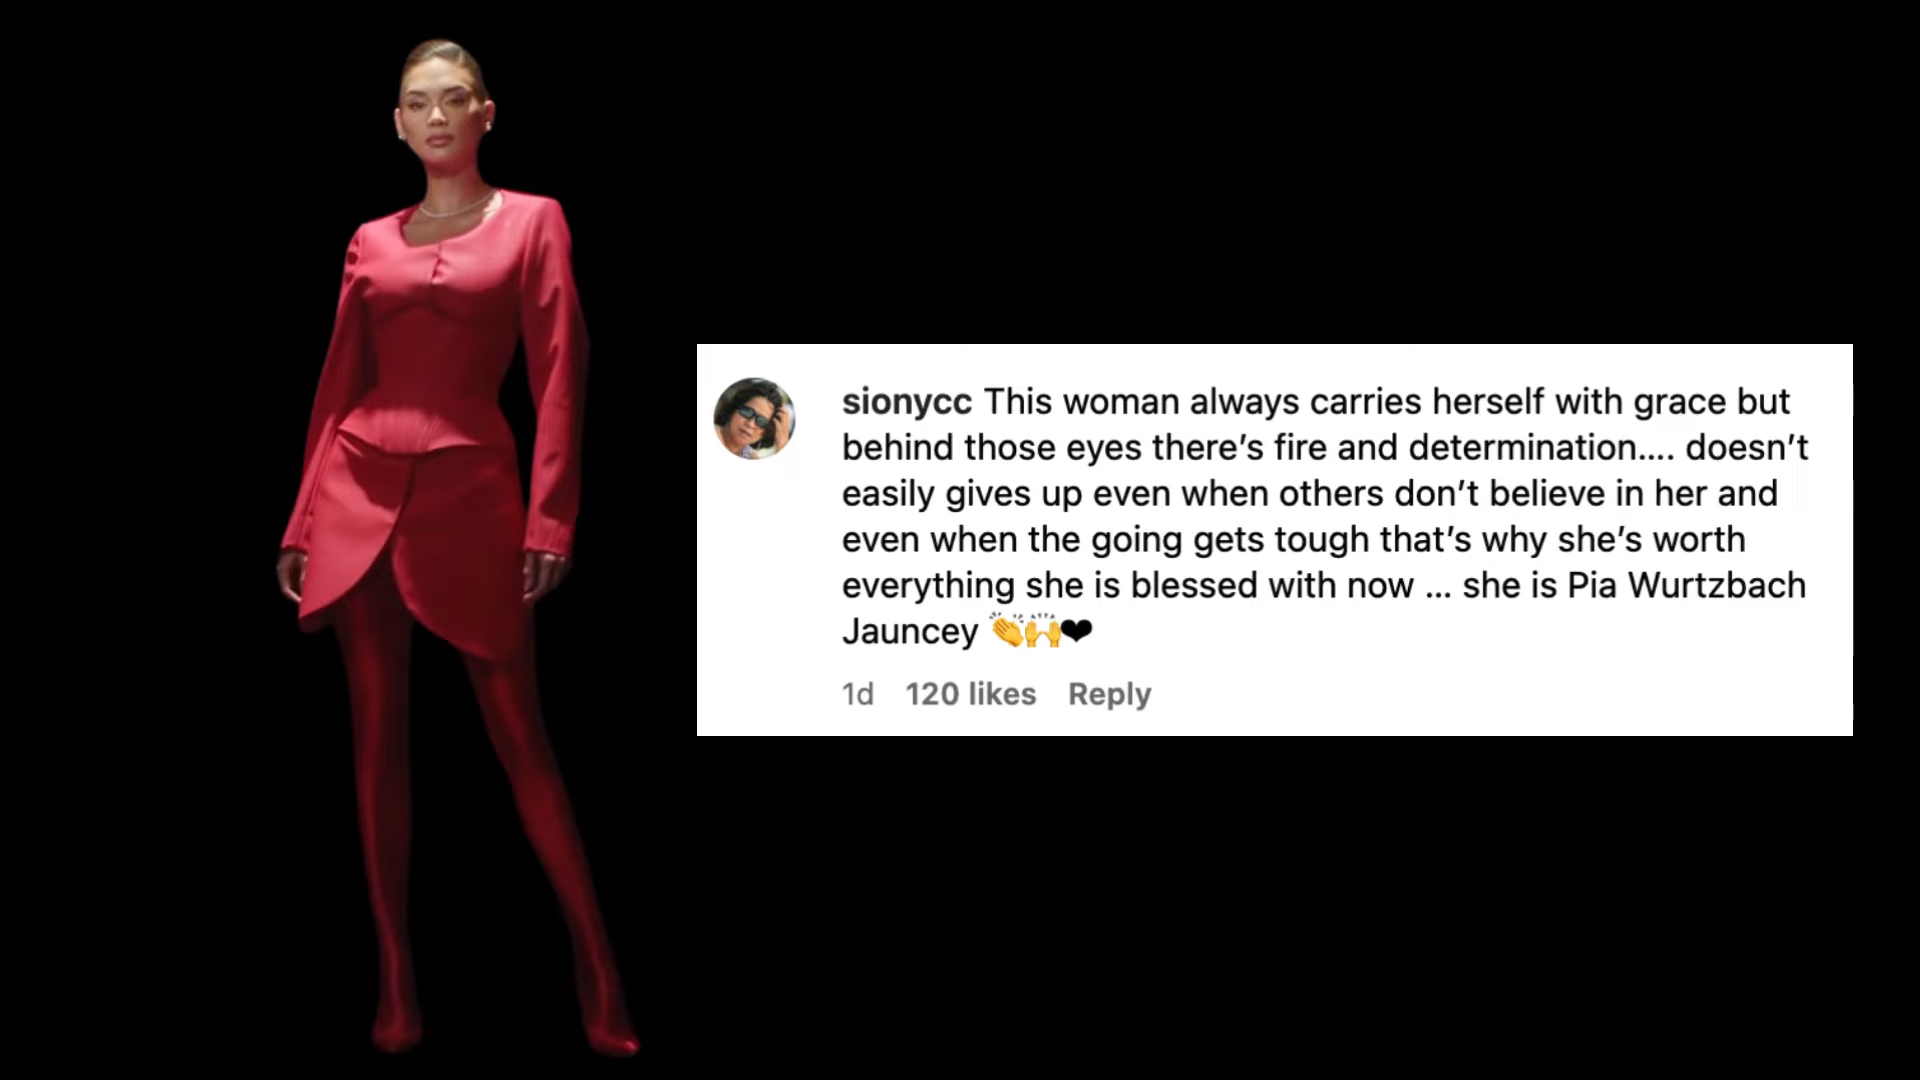 sionycc This woman always carries herself with grace but
behind those eyes there’s fire and determination.... doesn’t
easily gives up even when others don’t believe in her and
even when the going gets tough that’s why she’s worth
everything she is blessed with now ... she is Pia Wurtzbach
Jauncey 👏🙌❤
1d 120 likes Reply